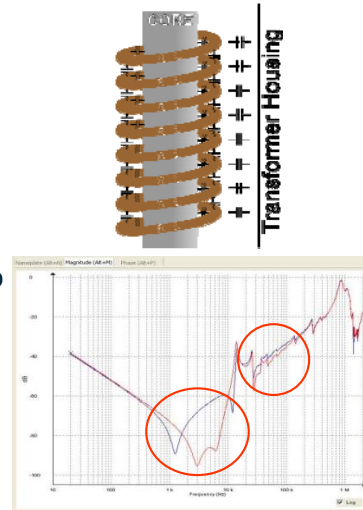 CORE
Transformer Housing
Nameplate (Alt+N) Magnitude (Alt+M) Phase (Alt+P)
0
-20
-40
-60
-80
-100
dB
10 100 1 k 10 k 100 k 1 M
Frequency (Hz)
Log